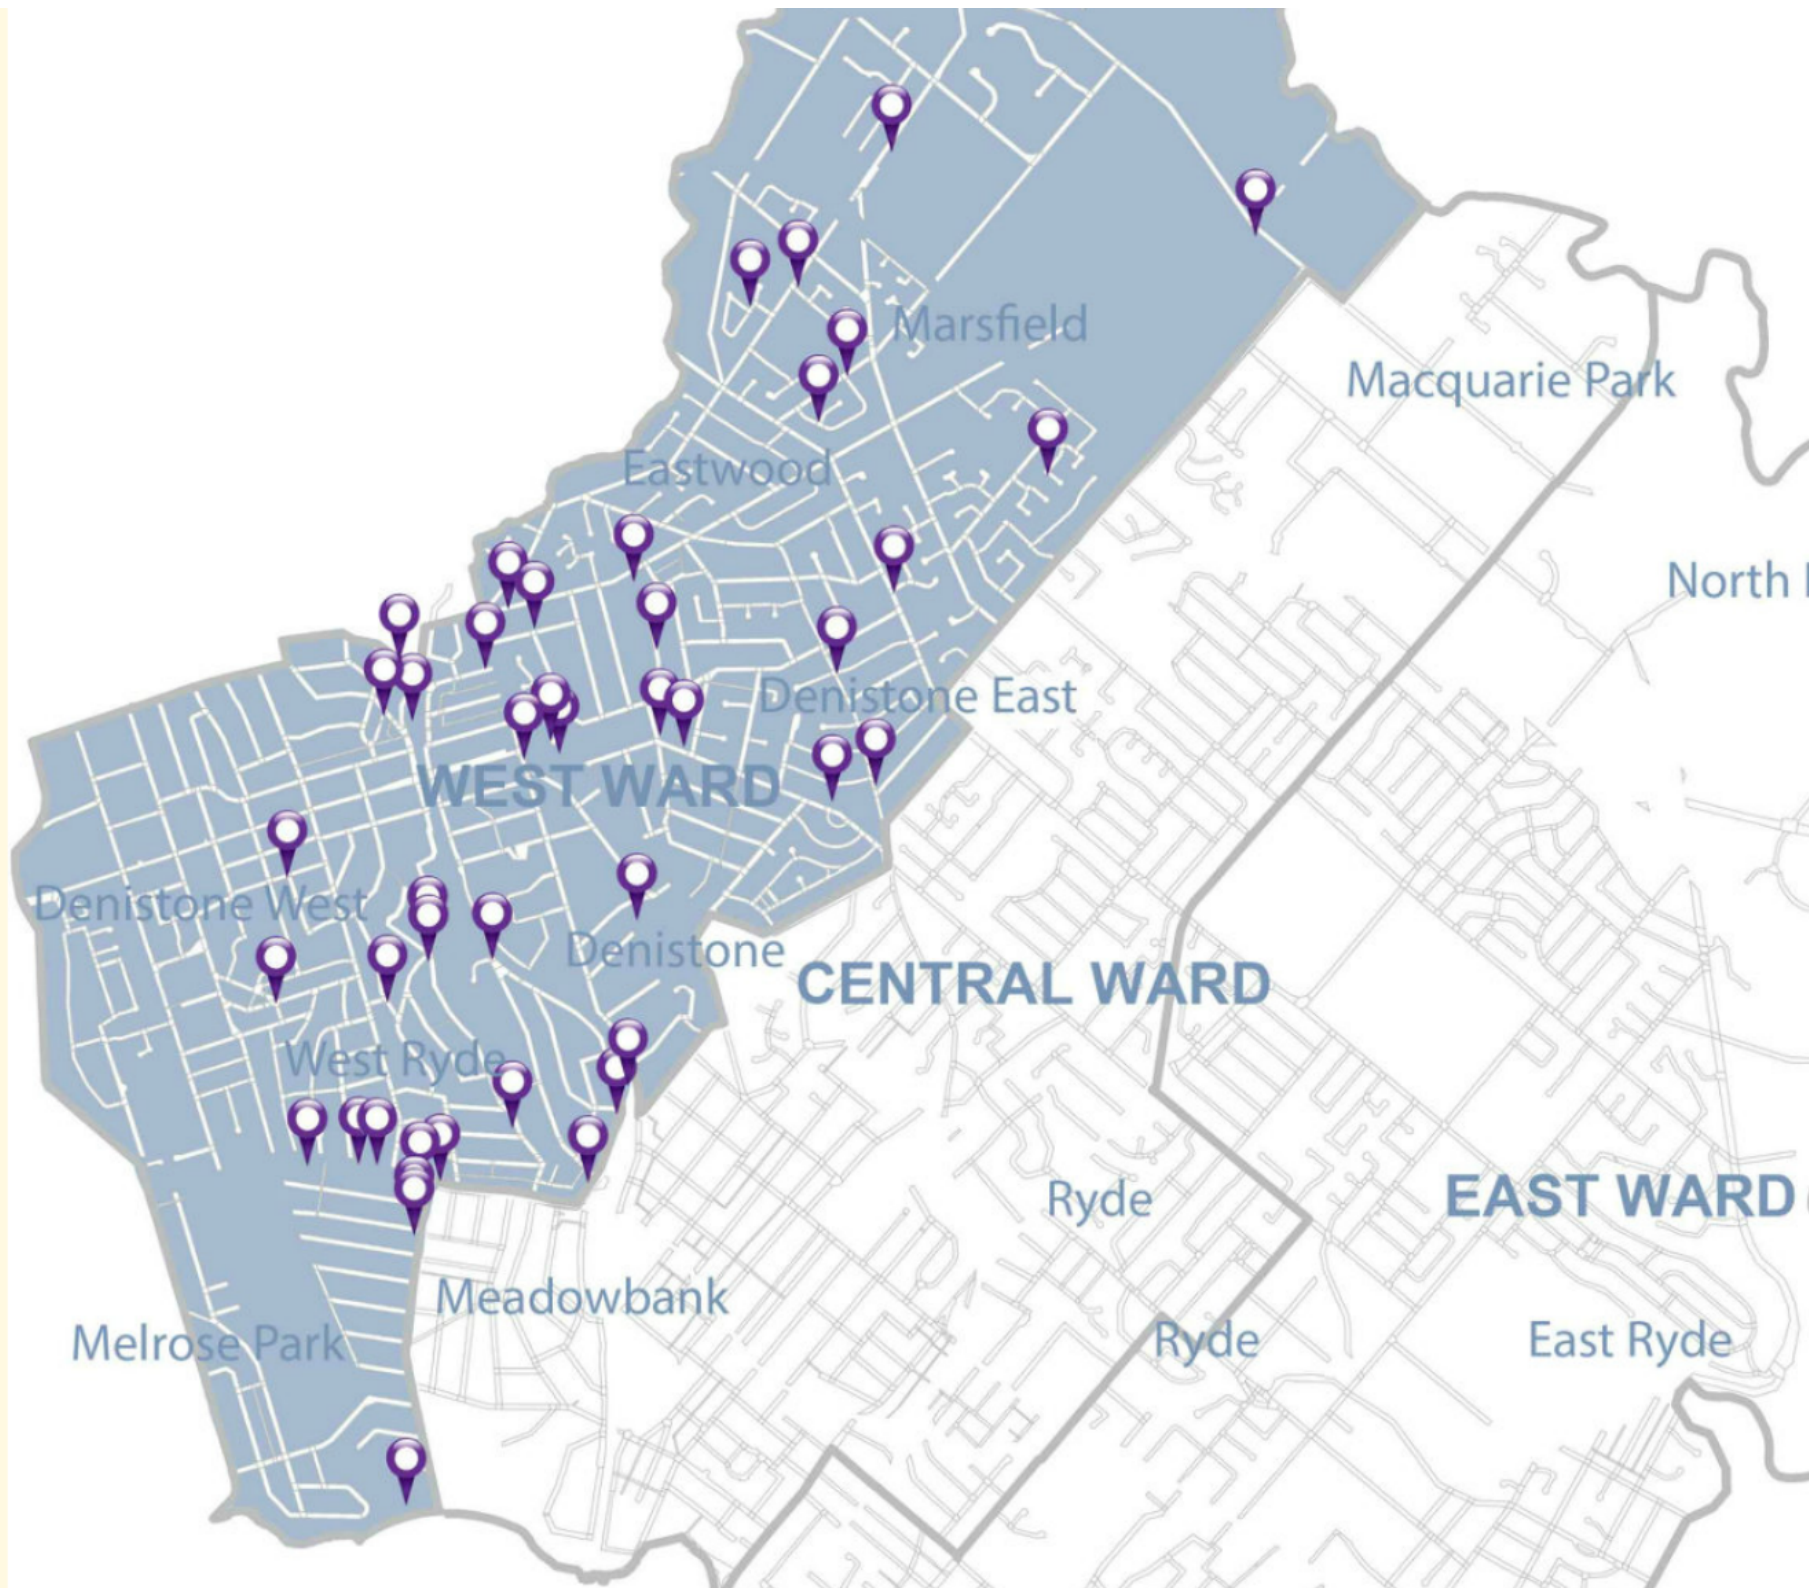 Marsfield
Macquarie Park
Eastwood
North
Denistone East
WEST WARD
Denistone West
Denistone
CENTRAL WARD
West Ryde
Ryde
EAST WARD
Meadowbank
Melrose Park
Ryde
East Ryde